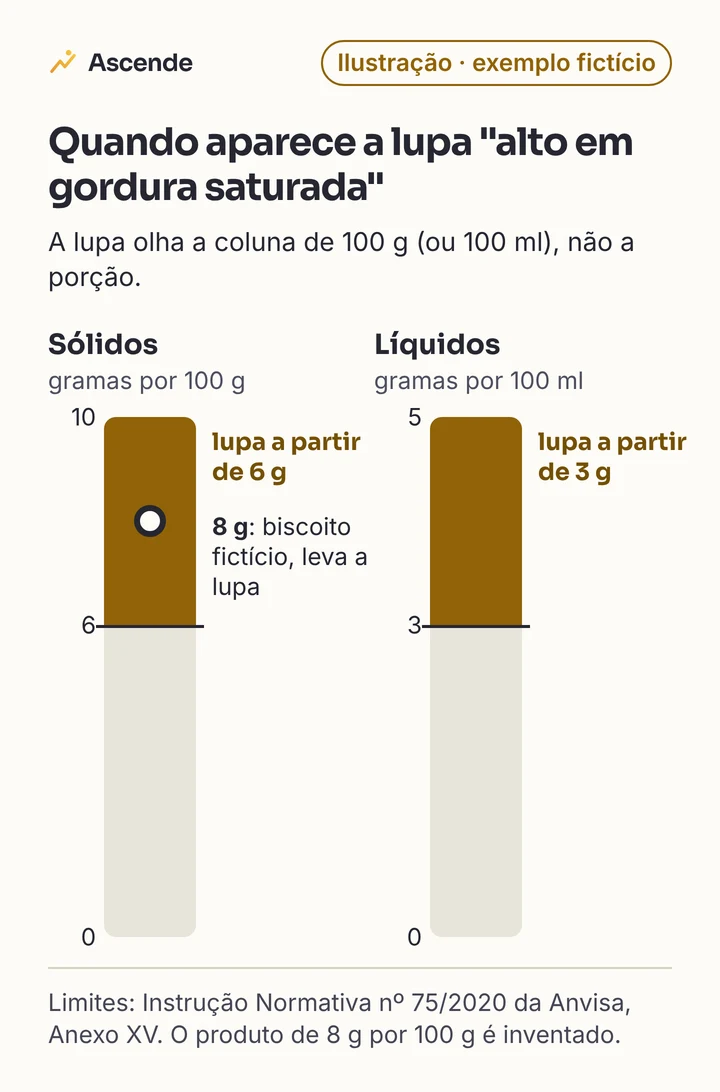 Ascende
Ilustração · exemplo fictício
Quando aparece a lupa "alto em
gordura saturada"
A lupa olha a coluna de 100 g (ou 100 ml), não a
porção.
Sólidos
gramas por 100 g
10
lupa a partir
de 6 g
8 g: biscoito
fictício, leva a
lupa
6
0
Líquidos
gramas por 100 ml
5
lupa a partir
de 3 g
3
0
Limites: Instrução Normativa nº 75/2020 da Anvisa,
Anexo XV. O produto de 8 g por 100 g é inventado.